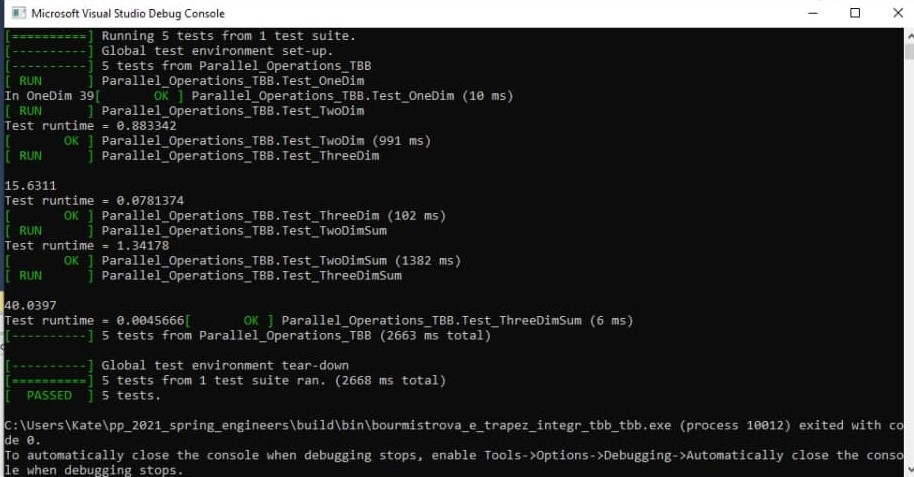 Microsoft Visual Studio Debug Console
[==========] Running 5 tests from 1 test suite.
[----------] Global test environment set-up.
[----------] 5 tests from Parallel_Operations_TBB
[ RUN      ] Parallel_Operations_TBB.Test_OneDim
In OneDim 39[       OK ] Parallel_Operations_TBB.Test_OneDim (10 ms)
[ RUN      ] Parallel_Operations_TBB.Test_TwoDim
Test runtime = 0.883342
[       OK ] Parallel_Operations_TBB.Test_TwoDim (991 ms)
[ RUN      ] Parallel_Operations_TBB.Test_ThreeDim
15.6311
Test runtime = 0.0781374
[       OK ] Parallel_Operations_TBB.Test_ThreeDim (102 ms)
[ RUN      ] Parallel_Operations_TBB.Test_TwoDimSum
Test runtime = 1.34178
[       OK ] Parallel_Operations_TBB.Test_TwoDimSum (1382 ms)
[ RUN      ] Parallel_Operations_TBB.Test_ThreeDimSum
40.0397
Test runtime = 0.0045666[       OK ] Parallel_Operations_TBB.Test_ThreeDimSum (6 ms)
[----------] 5 tests from Parallel_Operations_TBB (2663 ms total)
[----------] Global test environment tear-down
[==========] 5 tests from 1 test suite ran. (2668 ms total)
[  PASSED  ] 5 tests.
C:\Users\Kate\pp_2021_spring_engineers\build\bin\bourmistrova_e_trapez_integr_tbb_tbb.exe (process 10012) exited with co
de 0.
To automatically close the console when debugging stops, enable Tools->Options->Debugging->Automatically close the conso
le when debugging stops.